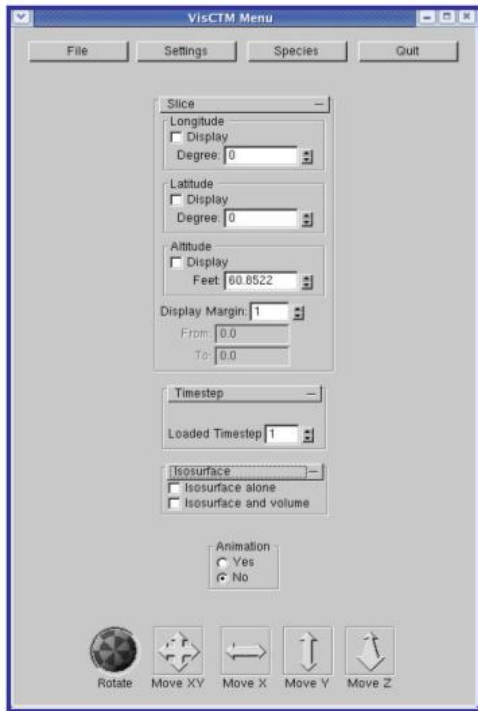 VisCTM Menu
File Settings Species Quit
Slice
Longitude
Display
Degree: 0
Latitude
Display
Degree: 0
Altitude
Display
Feet: 60.8522
Display Margin: 1
From: 0.0
To: 0.0
Timestep
Loaded Timestep 1
Isosurface
Isosurface alone
Isosurface and volume
Animation
Yes
No
Rotate Move XY Move X Move Y Move Z